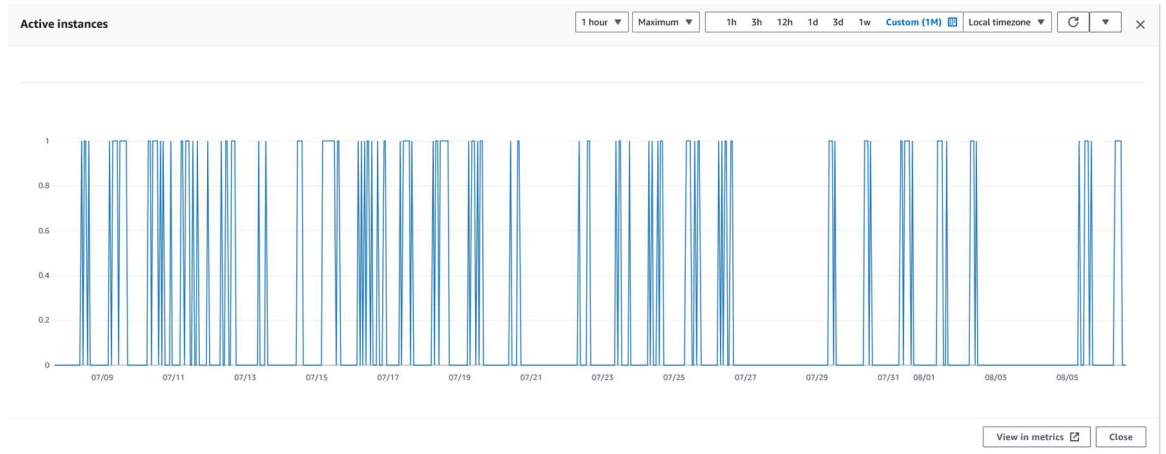 Active instances
1 hour Maximum 1h 3h 12h 1d 3d 1w Custom (1M) Local timezone
1
0.8
0.6
0.4
0.2
0
07/09 07/11 07/13 07/15 07/17 07/19 07/21 07/23 07/25 07/27 07/29 07/31 08/01 08/03 08/05
View in metrics Close